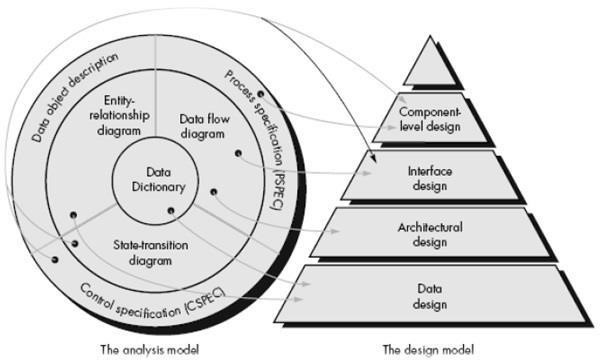 Data object description
Process specification (PSPEC)
Entity-
relationship
diagram
Data flow
diagram
Data
Dictionary
State-transition
diagram
Control specification (CSPEC)
The analysis model
Component-
level design
Interface
design
Architectural
design
Data
design
The design model